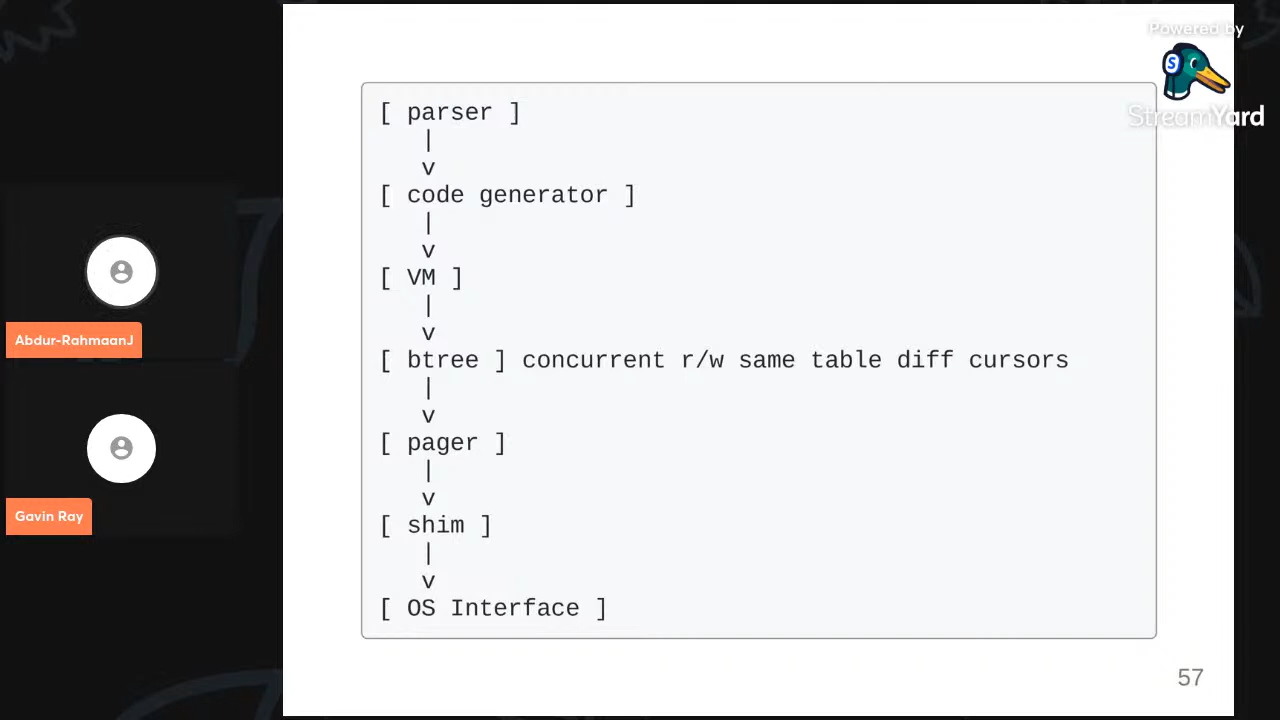 Powered by
StreamYard
[ parser ]
|
v
[ code generator ]
|
v
[ VM ]
|
v
[ btree ] concurrent r/w same table diff cursors
|
v
[ pager ]
|
v
[ shim ]
|
v
[ OS Interface ]
57
Abdur-RahmaanJ
Gavin Ray